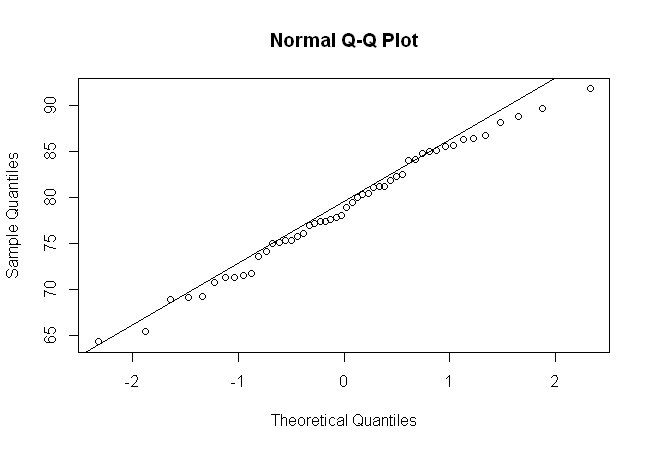 Normal Q-Q Plot
Sample Quantiles
90
85
80
75
70
65
-2 -1 0 1 2
Theoretical Quantiles